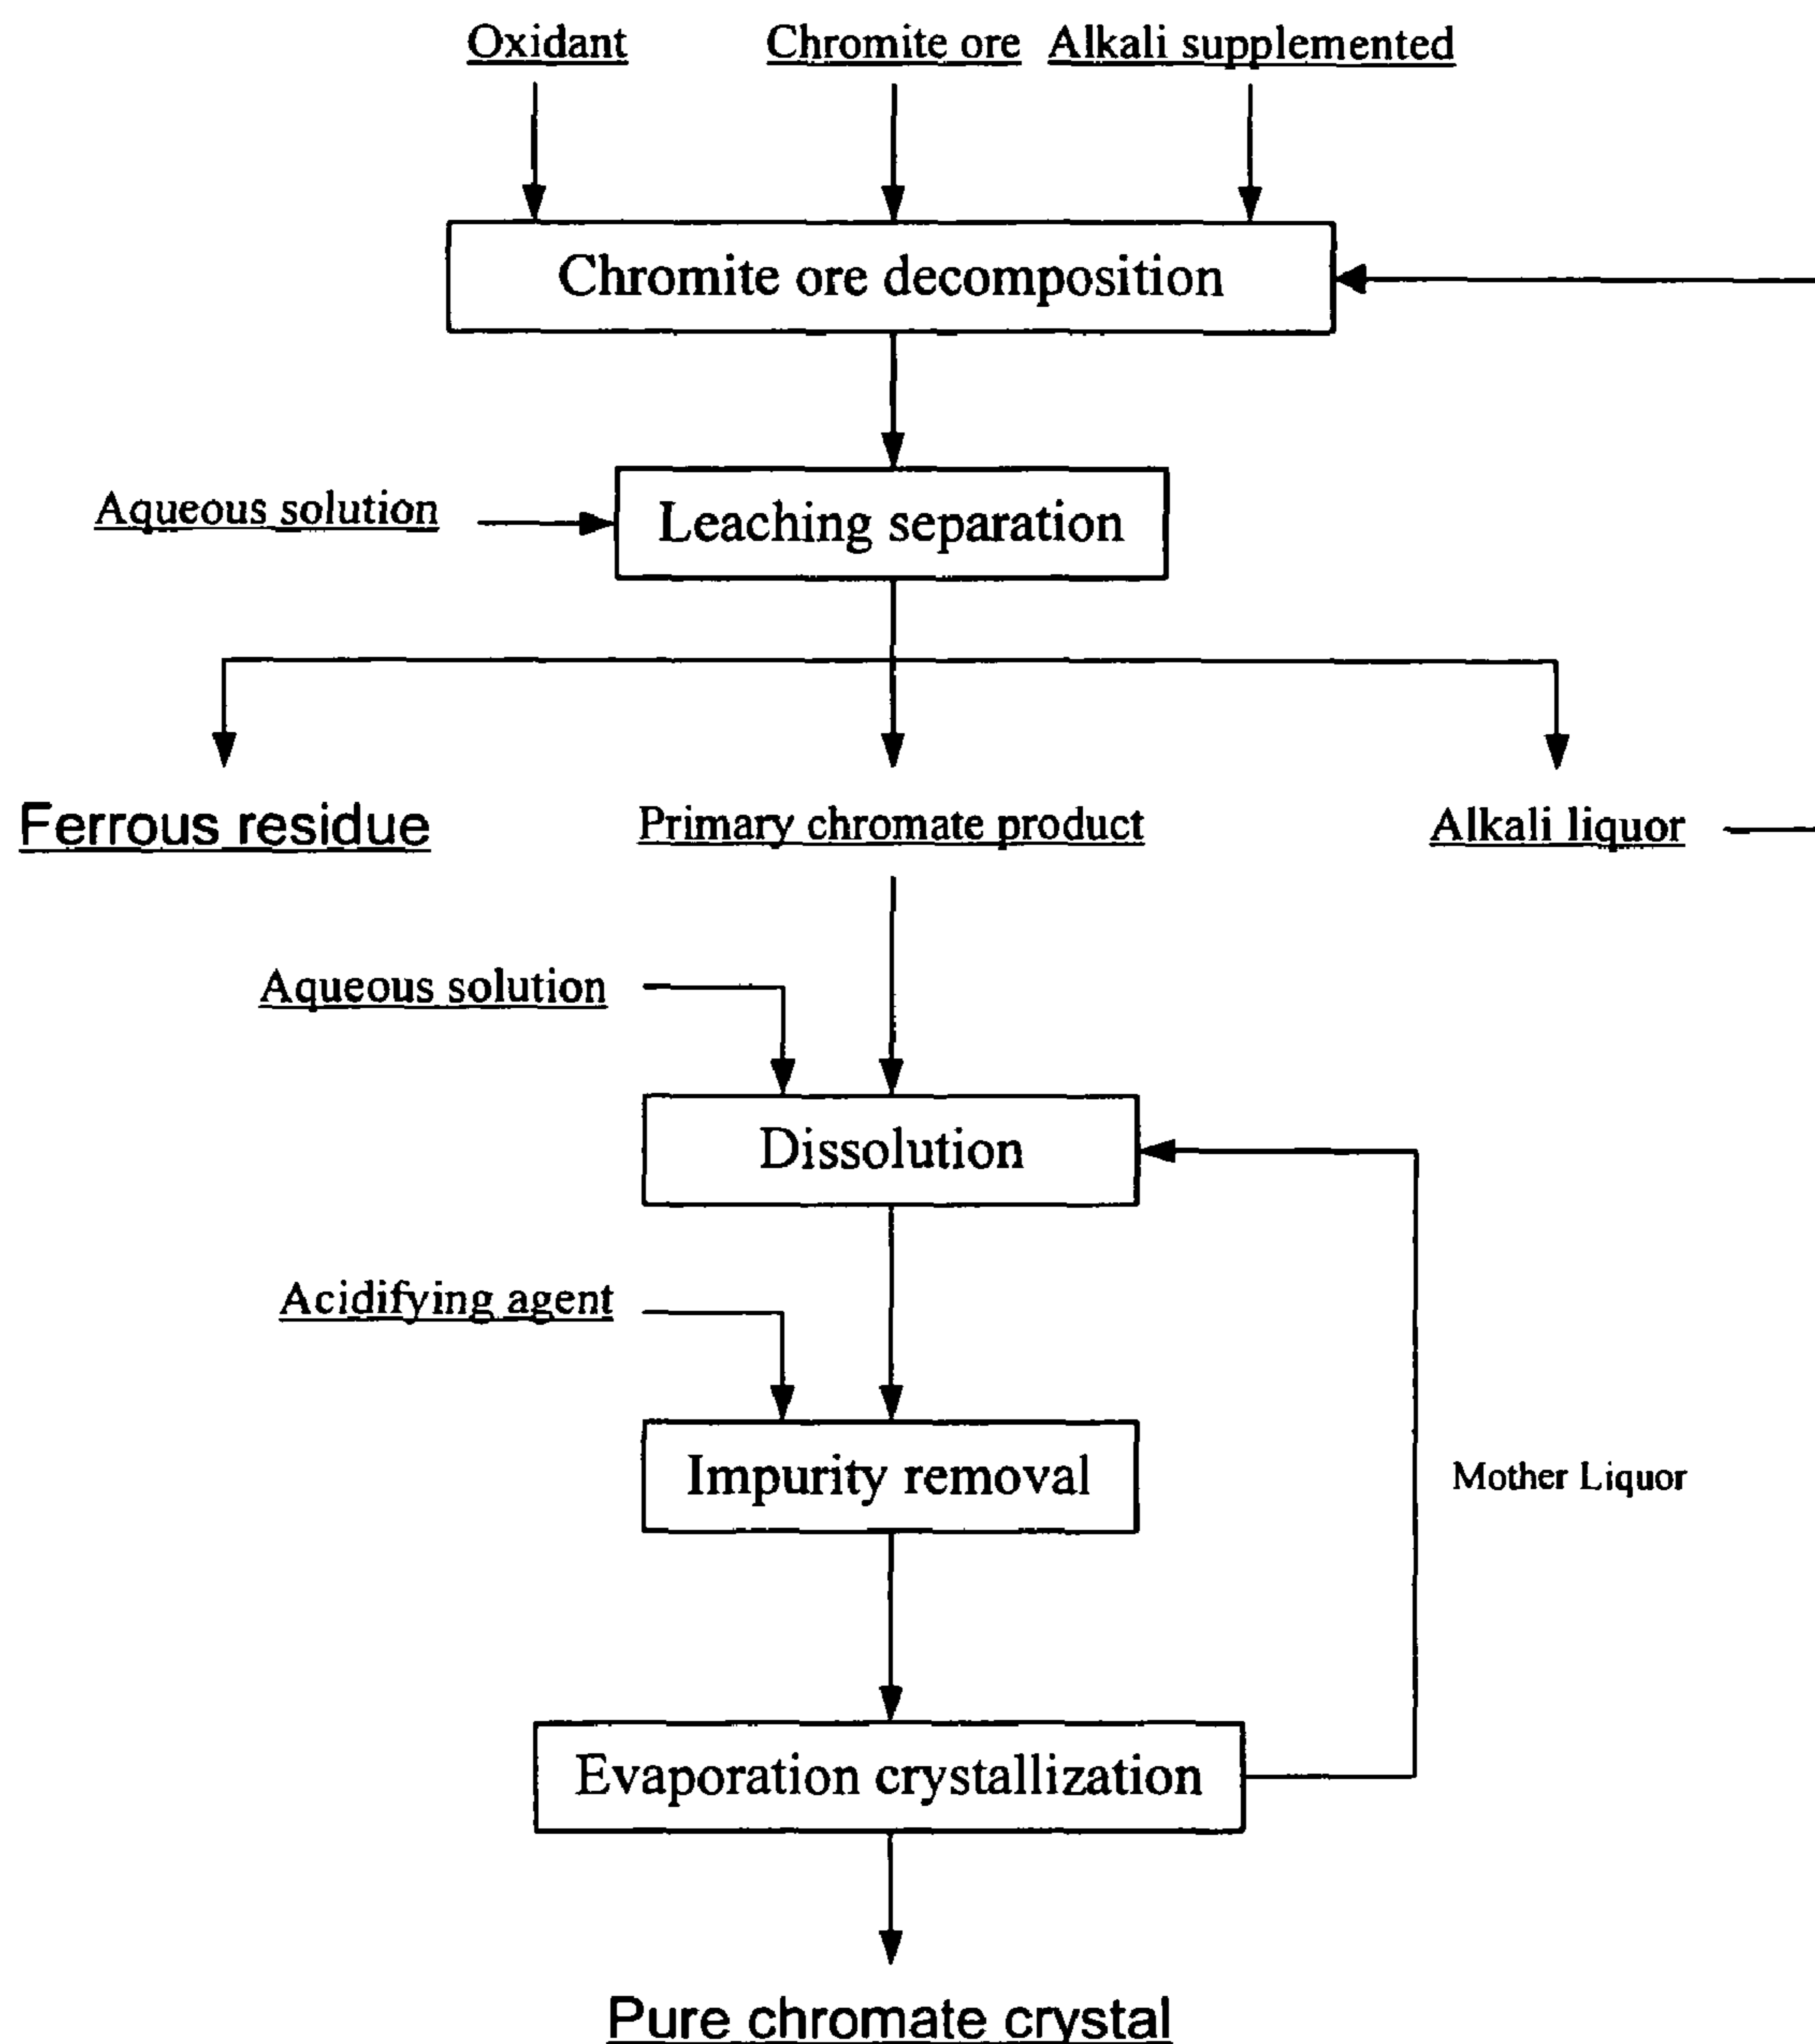 Oxidant Chromite ore Alkali supplemented
Chromite ore decomposition
Aqueous solution
Leaching separation
Ferrous residue Primary chromate product Alkali liquor
Aqueous solution
Dissolution
Acidifying agent
Impurity removal
Mother Liquor
Evaporation crystallization
Pure chromate crystal